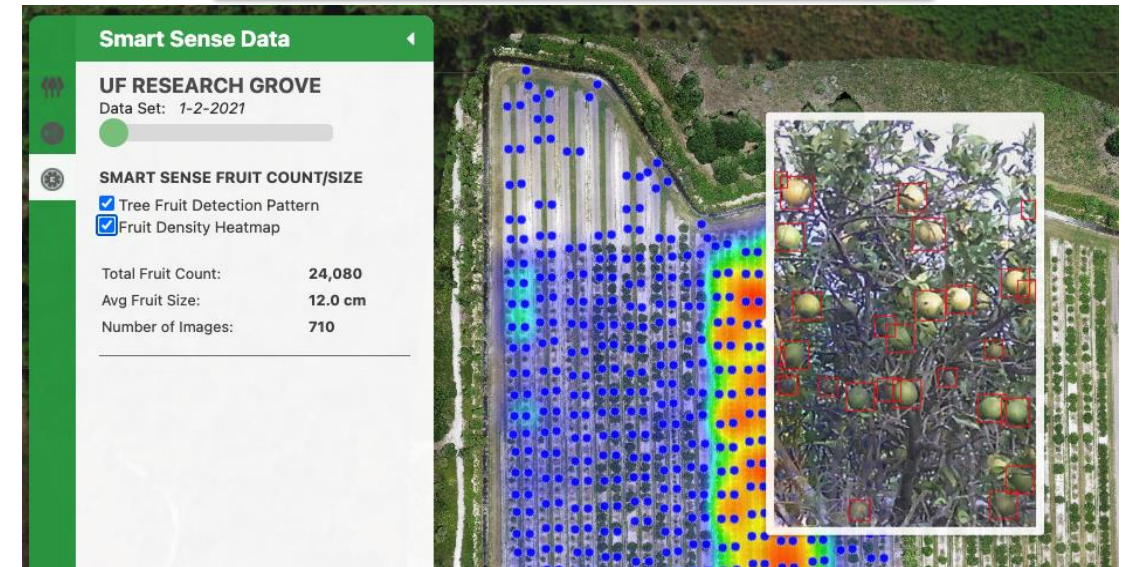 Smart Sense Data
UF RESEARCH GROVE
Data Set: 1-2-2021
SMART SENSE FRUIT COUNT/SIZE
Tree Fruit Detection Pattern
Fruit Density Heatmap
Total Fruit Count: 24,080
Avg Fruit Size: 12.0 cm
Number of Images: 710